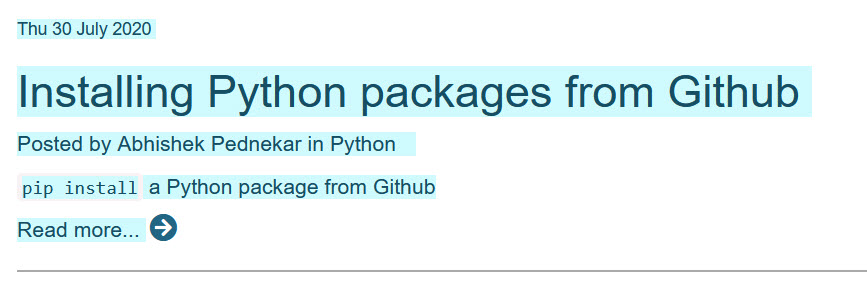 Thu 30 July 2020
Installing Python packages from Github
Posted by Abhishek Pednekar in Python
pip install a Python package from Github
Read more...